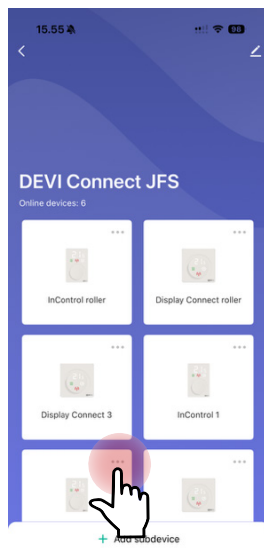 15.55
98
DEVI Connect JFS
Online devices: 6
InControl roller
Display Connect roller
Display Connect 3
InControl 1
+ Add subdevice